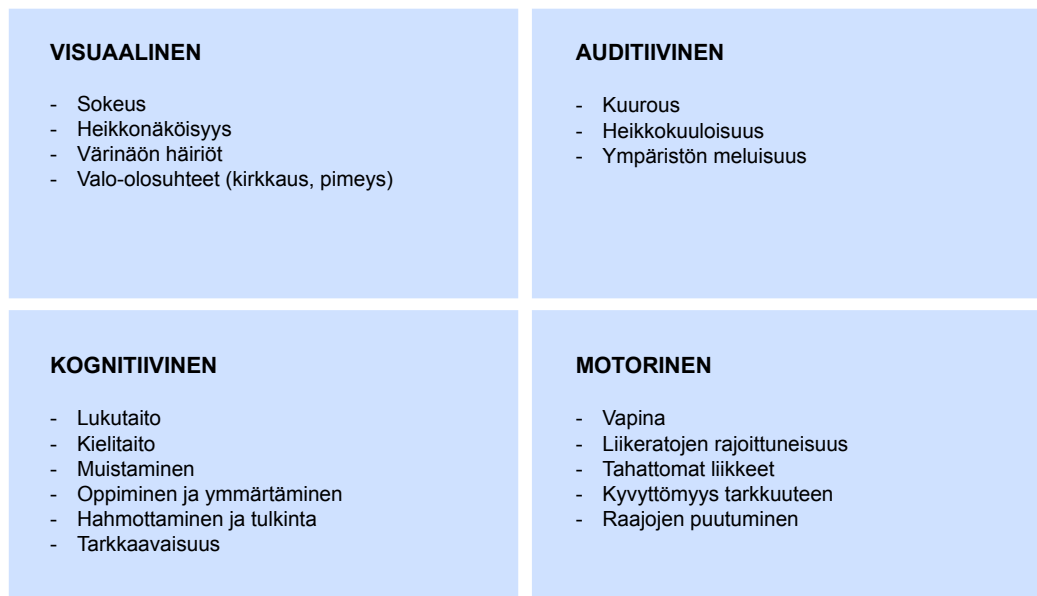 VISUAALINEN
- Sokeus
- Heikkonäköisyys
- Värinäön häiriöt
- Valo-olosuhteet (kirkkaus, pimeys)
AUDITIIVINEN
- Kuurous
- Heikkokuuloisuus
- Ympäristön meluisuus
KOGNITIIVINEN
- Lukutaito
- Kielitaito
- Muistaminen
- Oppiminen ja ymmärtäminen
- Hahmottaminen ja tulkinta
- Tarkkaavaisuus
MOTORINEN
- Vapina
- Liikeratojen rajoittuneisuus
- Tahattomat liikkeet
- Kyvyttömyys tarkkuuteen
- Raajojen puutuminen